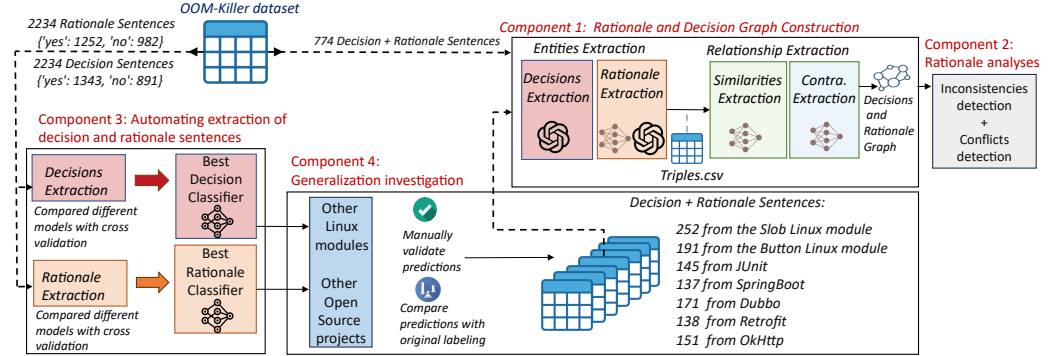 OOM-Killer dataset
2234 Rationale Sentences
{'yes': 1252, 'no': 982}
2234 Decision Sentences
{'yes': 1343, 'no': 891}
774 Decision + Rationale Sentences
Component 1: Rationale and Decision Graph Construction
Entities Extraction
Relationship Extraction
Decisions
Extraction
Rationale
Extraction
Similarities
Extraction
Contra.
Extraction
Triples.csv
Decisions
and
Rationale
Graph
Component 2:
Rationale analyses
Inconsistencies
detection
+
Conflicts
detection
Component 3: Automating extraction of
decision and rationale sentences
Decisions
Extraction
Compared different
models with cross
validation
Best
Decision
Classifier
Rationale
Extraction
Compared different
models with cross
validation
Best
Rationale
Classifier
Component 4:
Generalization investigation
Other
Linux
modules
Other
Open
Source
projects
Manually
validate
predictions
Compare
predictions with
original labeling
Decision + Rationale Sentences:
252 from the Slob Linux module
191 from the Button Linux module
145 from JUnit
137 from SpringBoot
171 from Dubbo
138 from Retrofit
151 from OkHttp